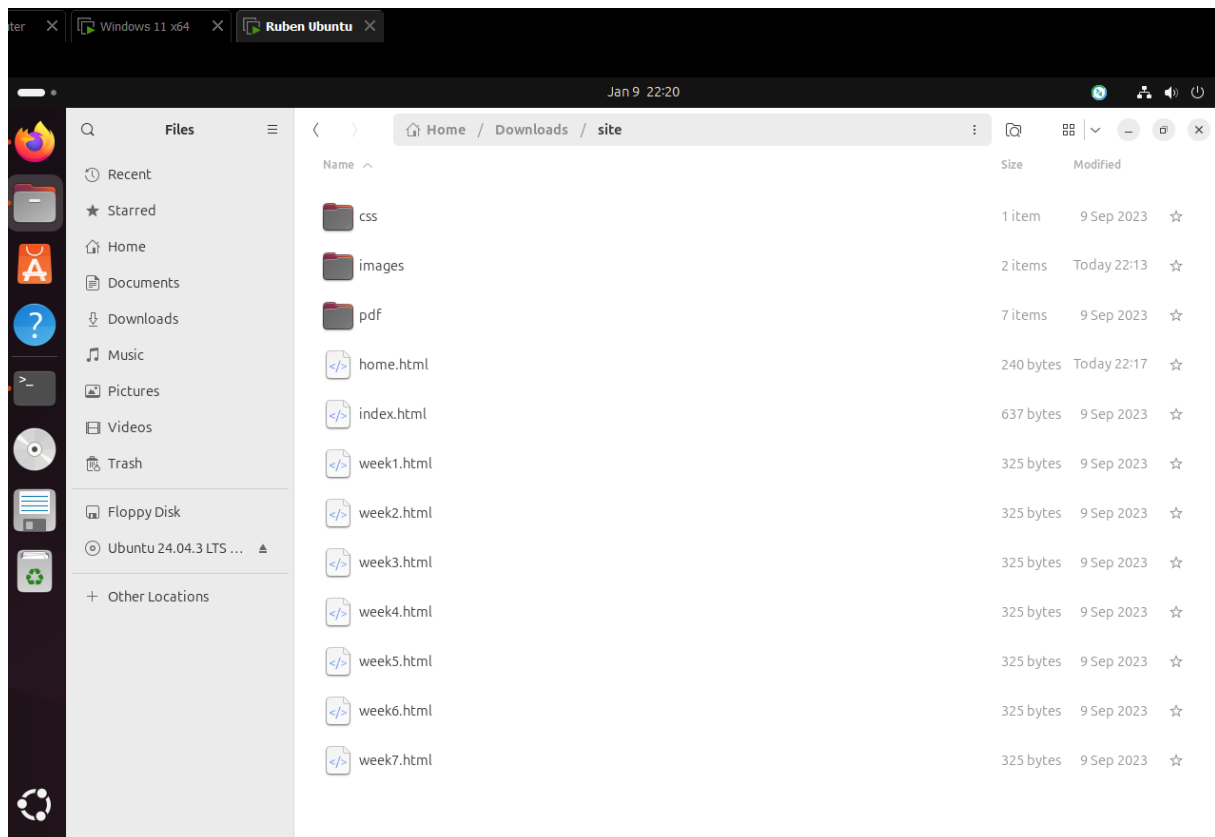 ter Windows 11 x64 Ruben Ubuntu
Jan 9 22:20
Files Home / Downloads / site
Name Size Modified
Recent
Starred
Home
Documents
Downloads
Music
Pictures
Videos
Trash
Floppy Disk
Ubuntu 24.04.3 LTS ...
Other Locations
css 1 item 9 Sep 2023
images 2 items Today 22:13
pdf 7 items 9 Sep 2023
home.html 240 bytes Today 22:17
index.html 637 bytes 9 Sep 2023
week1.html 325 bytes 9 Sep 2023
week2.html 325 bytes 9 Sep 2023
week3.html 325 bytes 9 Sep 2023
week4.html 325 bytes 9 Sep 2023
week5.html 325 bytes 9 Sep 2023
week6.html 325 bytes 9 Sep 2023
week7.html 325 bytes 9 Sep 2023